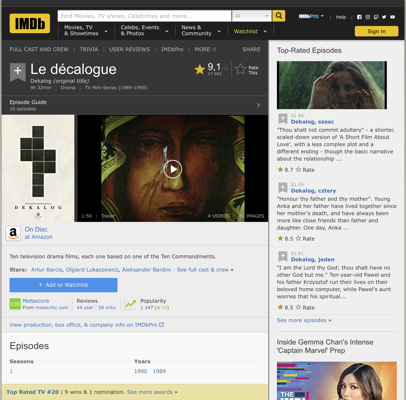 IMDb
Find Movies, TV shows, Celebrities and more...
All
IMDbPro
Help
Movies, TV & Showtimes
Celebs, Events & Photos
News & Community
Watchlist
Sign in
FULL CAST AND CREW | TRIVIA | USER REVIEWS | IMDbPro | MORE
SHARE
Le décalogue
Dekalog (original title)
9h 32min | Drama | TV Mini-Series (1989–1990)
9,1
Rate This
Episode Guide
10 episodes
DEKALOG
1:50 | Trailer
4 VIDEOS
51 IMAGES
On Disc
at Amazon
Ten television drama films, each one based on one of the Ten Commandments.
Stars: Artur Barcis, Olgierd Lukaszewicz, Aleksander Bardini | See full cast & crew »
+ Add to Watchlist
100
Metascore
From metacritic.com
Reviews
44 user | 50 critic
Popularity
1 147
View production, box office, & company info on IMDbPro
Episodes
Seasons
1
Years
1990 1989
Top Rated TV #20 | 9 wins & 1 nomination. See more awards »
Top-Rated Episodes
S1.E6
Dekalog, szesc
"Thou shalt not commit adultery" - a shorter,
scaled-down version of 'A Short Film About
Love', with a less complex plot and a
different ending - though the basic narrative
about the relationship ...
8.7 Rate
Dekalog, cztery
"Honour thy father and thy mother". Young
Anka and her father have lived together since
her mother's death, and have always been
more like close friends than father and
daughter. One day, Anka ...
8.5 Rate
S1.E1
Dekalog, jeden
"I am the Lord thy God; thou shalt have no
other God but me." Ten-year-old Pawel and
his father Krzysztof run their lives on their
beloved home computer, while Pawel's aunt
worries that his spiritual...
8.5 Rate
See more episodes »
Inside Gemma Chan's Intense
'Captain Marvel' Prep
THE
IMDb